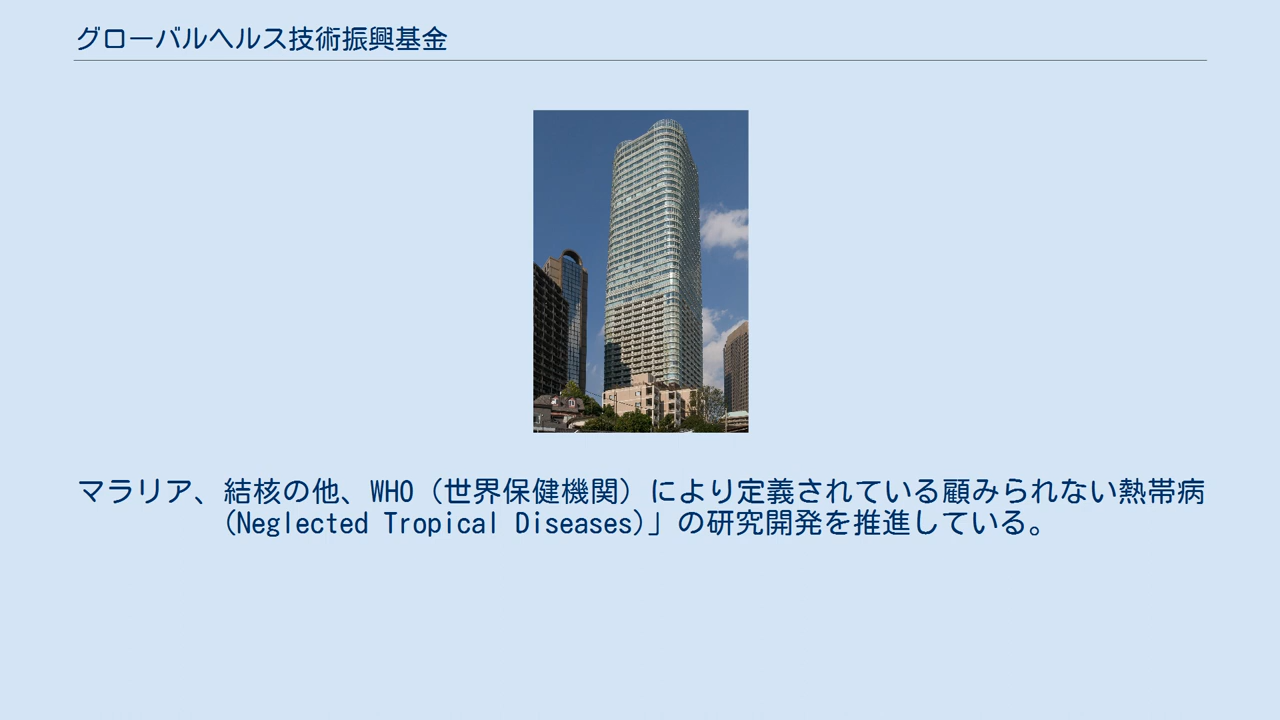 グローバルヘルス技術振興基金
マラリア、結核の他、WHO（世界保健機関）により定義されている顧みられない熱帯病
(Neglected Tropical Diseases)」の研究開発を推進している。